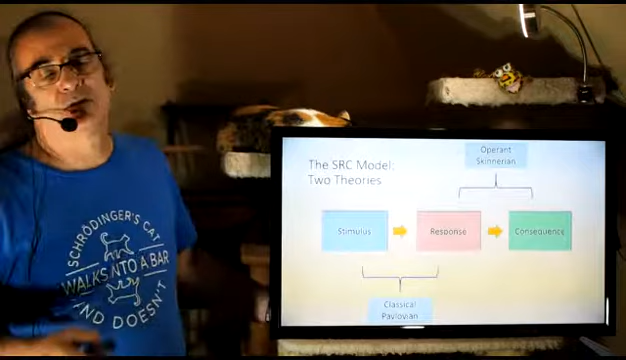 SCHRÖDINGER'S CAT
WALKS INTO A BAR
AND DOESN'T
The SRC Model:
Two Theories
Operant
Skinnerian
Stimulus
Response
Consequence
Classical
Pavlovian